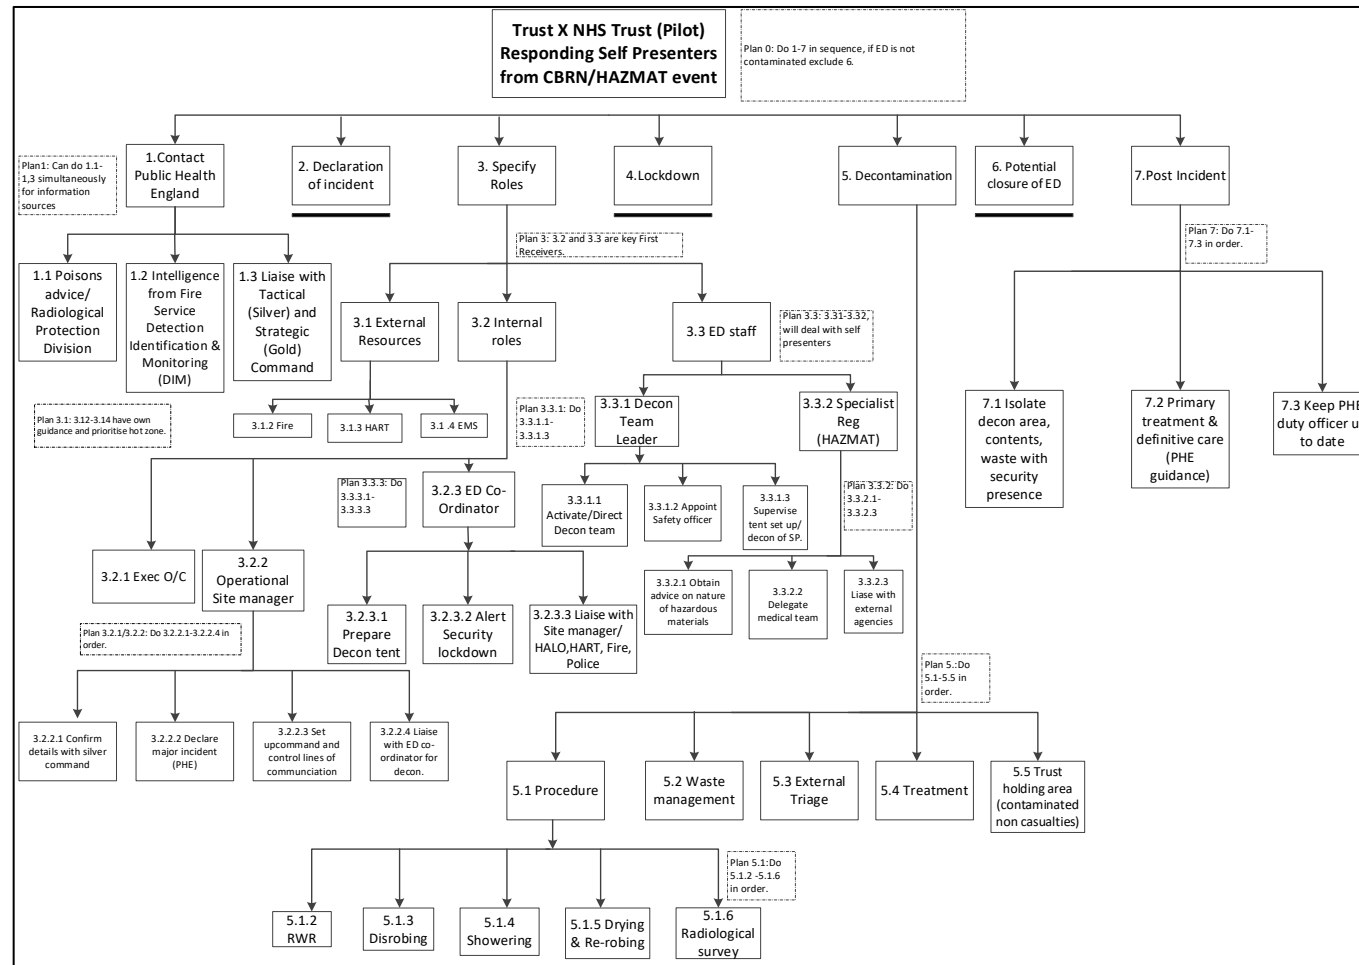 Trust X NHS Trust (Pilot)
Responding Self Presenters
from CBRN/HAZMAT event
Plan 0: Do 1-7 in sequence, if ED is not
contaminated exclude 6.
Plan1: Can do 1.1-
1,3 simultaneously
for information
sources
1.Contact
Public Health
England
2. Declaration
of incident
3. Specify
Roles
4.Lockdown
5. Decontamination
6. Potential
closure of ED
7.Post Incident
Plan 3: 3.2 and 3.3 are key First
Receivers.
Plan 7: Do 7.1-
7.3 in order.
1.1 Poisons
advice/
Radiological
Protection
Division
1.2 Intelligence
from Fire
Service
Detection
Identification &
Monitoring
(DIM)
1.3 Liaise with
Tactical
(Silver) and
Strategic
(Gold)
Command
3.1 External
Resources
3.2 Internal
roles
3.3 ED staff
Plan 3.3: 3.31-3.32,
will deal with self
presenters
Plan 3.1: 3.12-3.14 have own
guidance and prioritise hot zone.
3.1.2 Fire
3.1.3 HART
3.1 .4 EMS
Plan 3.3.1: Do
3.3.1.1-
3.3.1.3
3.3.1 Decon
Team
Leader
3.3.2 Specialist
Reg
(HAZMAT)
7.1 Isolate
decon area,
contents,
waste with
security
presence
7.2 Primary
treatment &
definitive care
(PHE
guidance)
7.3 Keep PHE
duty officer u
to date
Plan 3.3.3: Do
3.3.3.1-
3.3.3.3
3.2.3 ED Co-
Ordinator
3.3.1.1
Activate/Direct
Decon team
3.3.1.2 Appoint
Safety officer
3.3.1.3
Supervise
tent set up/
decon of SP.
Plan 3.3.2: Do
3.3.2.1-
3.3.2.3
3.2.1 Exec O/C
3.2.2
Operational
Site manager
3.2.3.1
Prepare
Decon tent
3.2.3.2 Alert
Security
lockdown
3.2.3.3 Liaise with
Site manager/
HALO,HART, Fire,
Police
3.3.2.1 Obtain
advice on nature
of hazardous
materials
3.3.2.2
Delegate
medical team
3.3.2.3
Liase with
external
agencies
Plan 3.2.1/3.2.2: Do 3.2.2.1-3.2.2.4 in
order.
Plan 5.:Do
5.1-5.5 in
order.
3.2.2.1 Confirm
details with silver
command
3.2.2.2 Declare
major incident
(PHE)
3.2.2.3 Set
upcommand and
control lines of
communciation
3.2.2.4 Liaise
with ED co-
ordinator for
decon.
5.1 Procedure
5.2 Waste
management
5.3 External
Triage
5.4 Treatment
5.5 Trust
holding area
(contaminated
non casualties)
Plan 5.1:Do
5.1.2 -5.1.6
in order.
5.1.2
RWR
5.1.3
Disrobing
5.1.4
Showering
5.1.5 Drying
& Re-robing
5.1.6
Radiological
survey